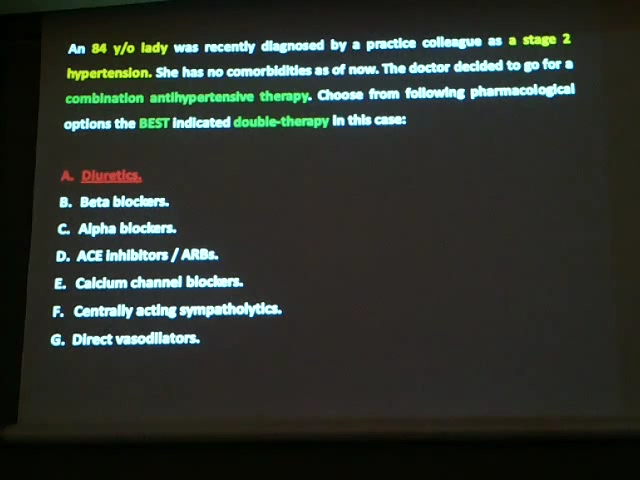 An 84 y/o lady was recently diagnosed by a practice colleague as a stage 2
hypertension. She has no comorbidities as of now. The doctor decided to go for a
combination antihypertensive therapy. Choose from following pharmacological
options the BEST indicated double-therapy in this case:
A. Diuretics.
B. Beta blockers.
C. Alpha blockers.
D. ACE inhibitors / ARBs.
E. Calcium channel blockers.
F. Centrally acting sympatholytics.
G. Direct vasodilators.